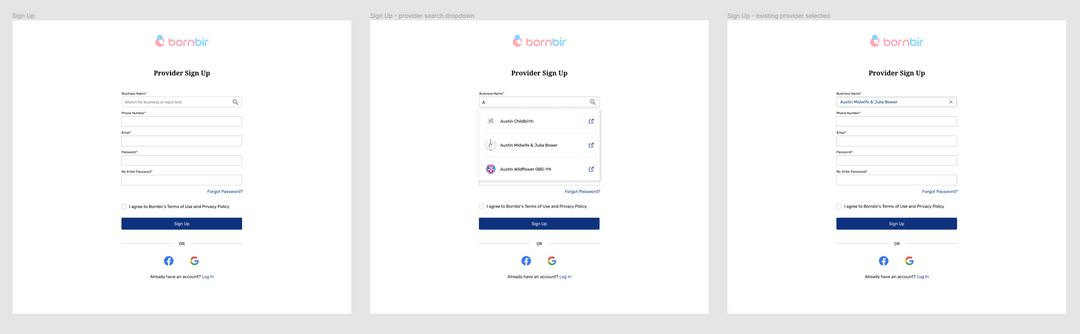 Sign Up
bornbir
Provider Sign Up
Business Name*
Search for business or input text
Phone Number*
Email*
Password*
Re-Enter Password*
Forgot Password?
I agree to Bornbir's Terms of Use and Privacy Policy
Sign Up
OR
Already have an account? Log In
Sign Up - provider search dropdown
bornbir
Provider Sign Up
Business Name*
A
Austin Childbirth
Austin Midwife & Julia Bower
Austin Wildflower OBG-YN
Forgot Password?
I agree to Bornbir's Terms of Use and Privacy Policy
Sign Up
OR
Already have an account? Log In
Sign Up - existing provider selected
bornbir
Provider Sign Up
Business Name*
Austin Midwife & Julia Bower
Phone Number*
Email*
Password*
Re-Enter Password*
Forgot Password?
I agree to Bornbir's Terms of Use and Privacy Policy
Sign Up
OR
Already have an account? Log In